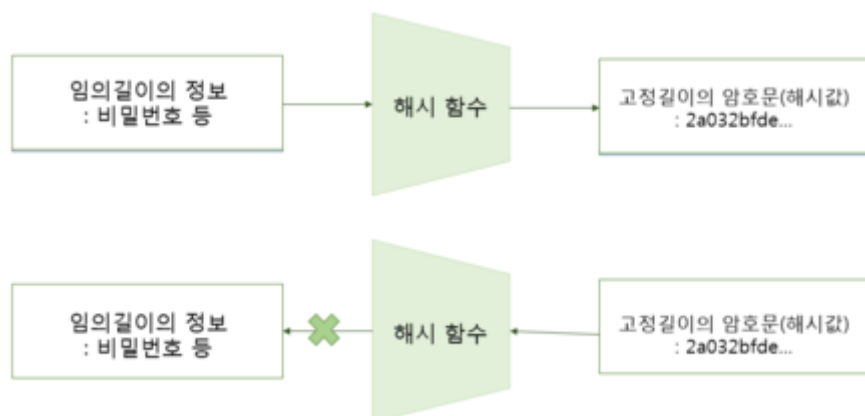 임의길이의 정보
: 비밀번호 등
해시 함수
고정길이의 암호문(해시값)
: 2a032bfde...
임의길이의 정보
: 비밀번호 등
해시 함수
고정길이의 암호문(해시값)
: 2a032bfde...